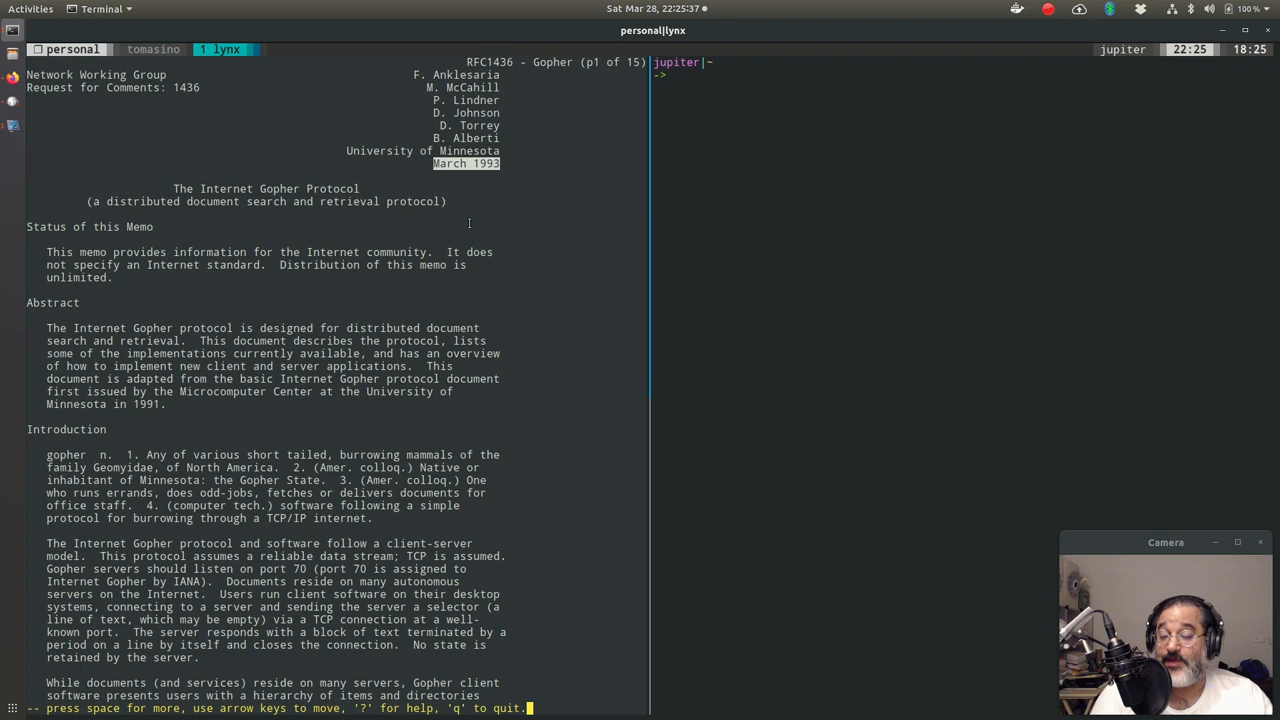 Activities
Terminal
Sat Mar 28, 22:25:37
100 %
personal|lynx
❐ personal
tomasino
1 lynx
jupiter
22:25
18:25
RFC1436 - Gopher (p1 of 15)
Network Working Group F. Anklesaria
Request for Comments: 1436 M. McCahill
P. Lindner
D. Johnson
D. Torrey
B. Alberti
University of Minnesota
March 1993
The Internet Gopher Protocol
(a distributed document search and retrieval protocol)
Status of this Memo
This memo provides information for the Internet community. It does
not specify an Internet standard. Distribution of this memo is
unlimited.
Abstract
The Internet Gopher protocol is designed for distributed document
search and retrieval. This document describes the protocol, lists
some of the implementations currently available, and has an overview
of how to implement new client and server applications. This
document is adapted from the basic Internet Gopher protocol document
first issued by the Microcomputer Center at the University of
Minnesota in 1991.
Introduction
gopher n. 1. Any of various short tailed, burrowing mammals of the
family Geomyidae, of North America. 2. (Amer. colloq.) Native or
inhabitant of Minnesota: the Gopher State. 3. (Amer. colloq.) One
who runs errands, does odd-jobs, fetches or delivers documents for
office staff. 4. (computer tech.) software following a simple
protocol for burrowing through a TCP/IP internet.
The Internet Gopher protocol and software follow a client-server
model. This protocol assumes a reliable data stream; TCP is assumed.
Gopher servers should listen on port 70 (port 70 is assigned to
Internet Gopher by IANA). Documents reside on many autonomous
servers on the Internet. Users run client software on their desktop
systems, connecting to a server and sending the server a selector (a
line of text, which may be empty) via a TCP connection at a well-
known port. The server responds with a block of text terminated by a
period on a line by itself and closes the connection. No state is
retained by the server.
While documents (and services) reside on many servers, Gopher client
software presents users with a hierarchy of items and directories
-- press space for more, use arrow keys to move, '?' for help, 'q' to quit.
jupiter|~
->
Camera